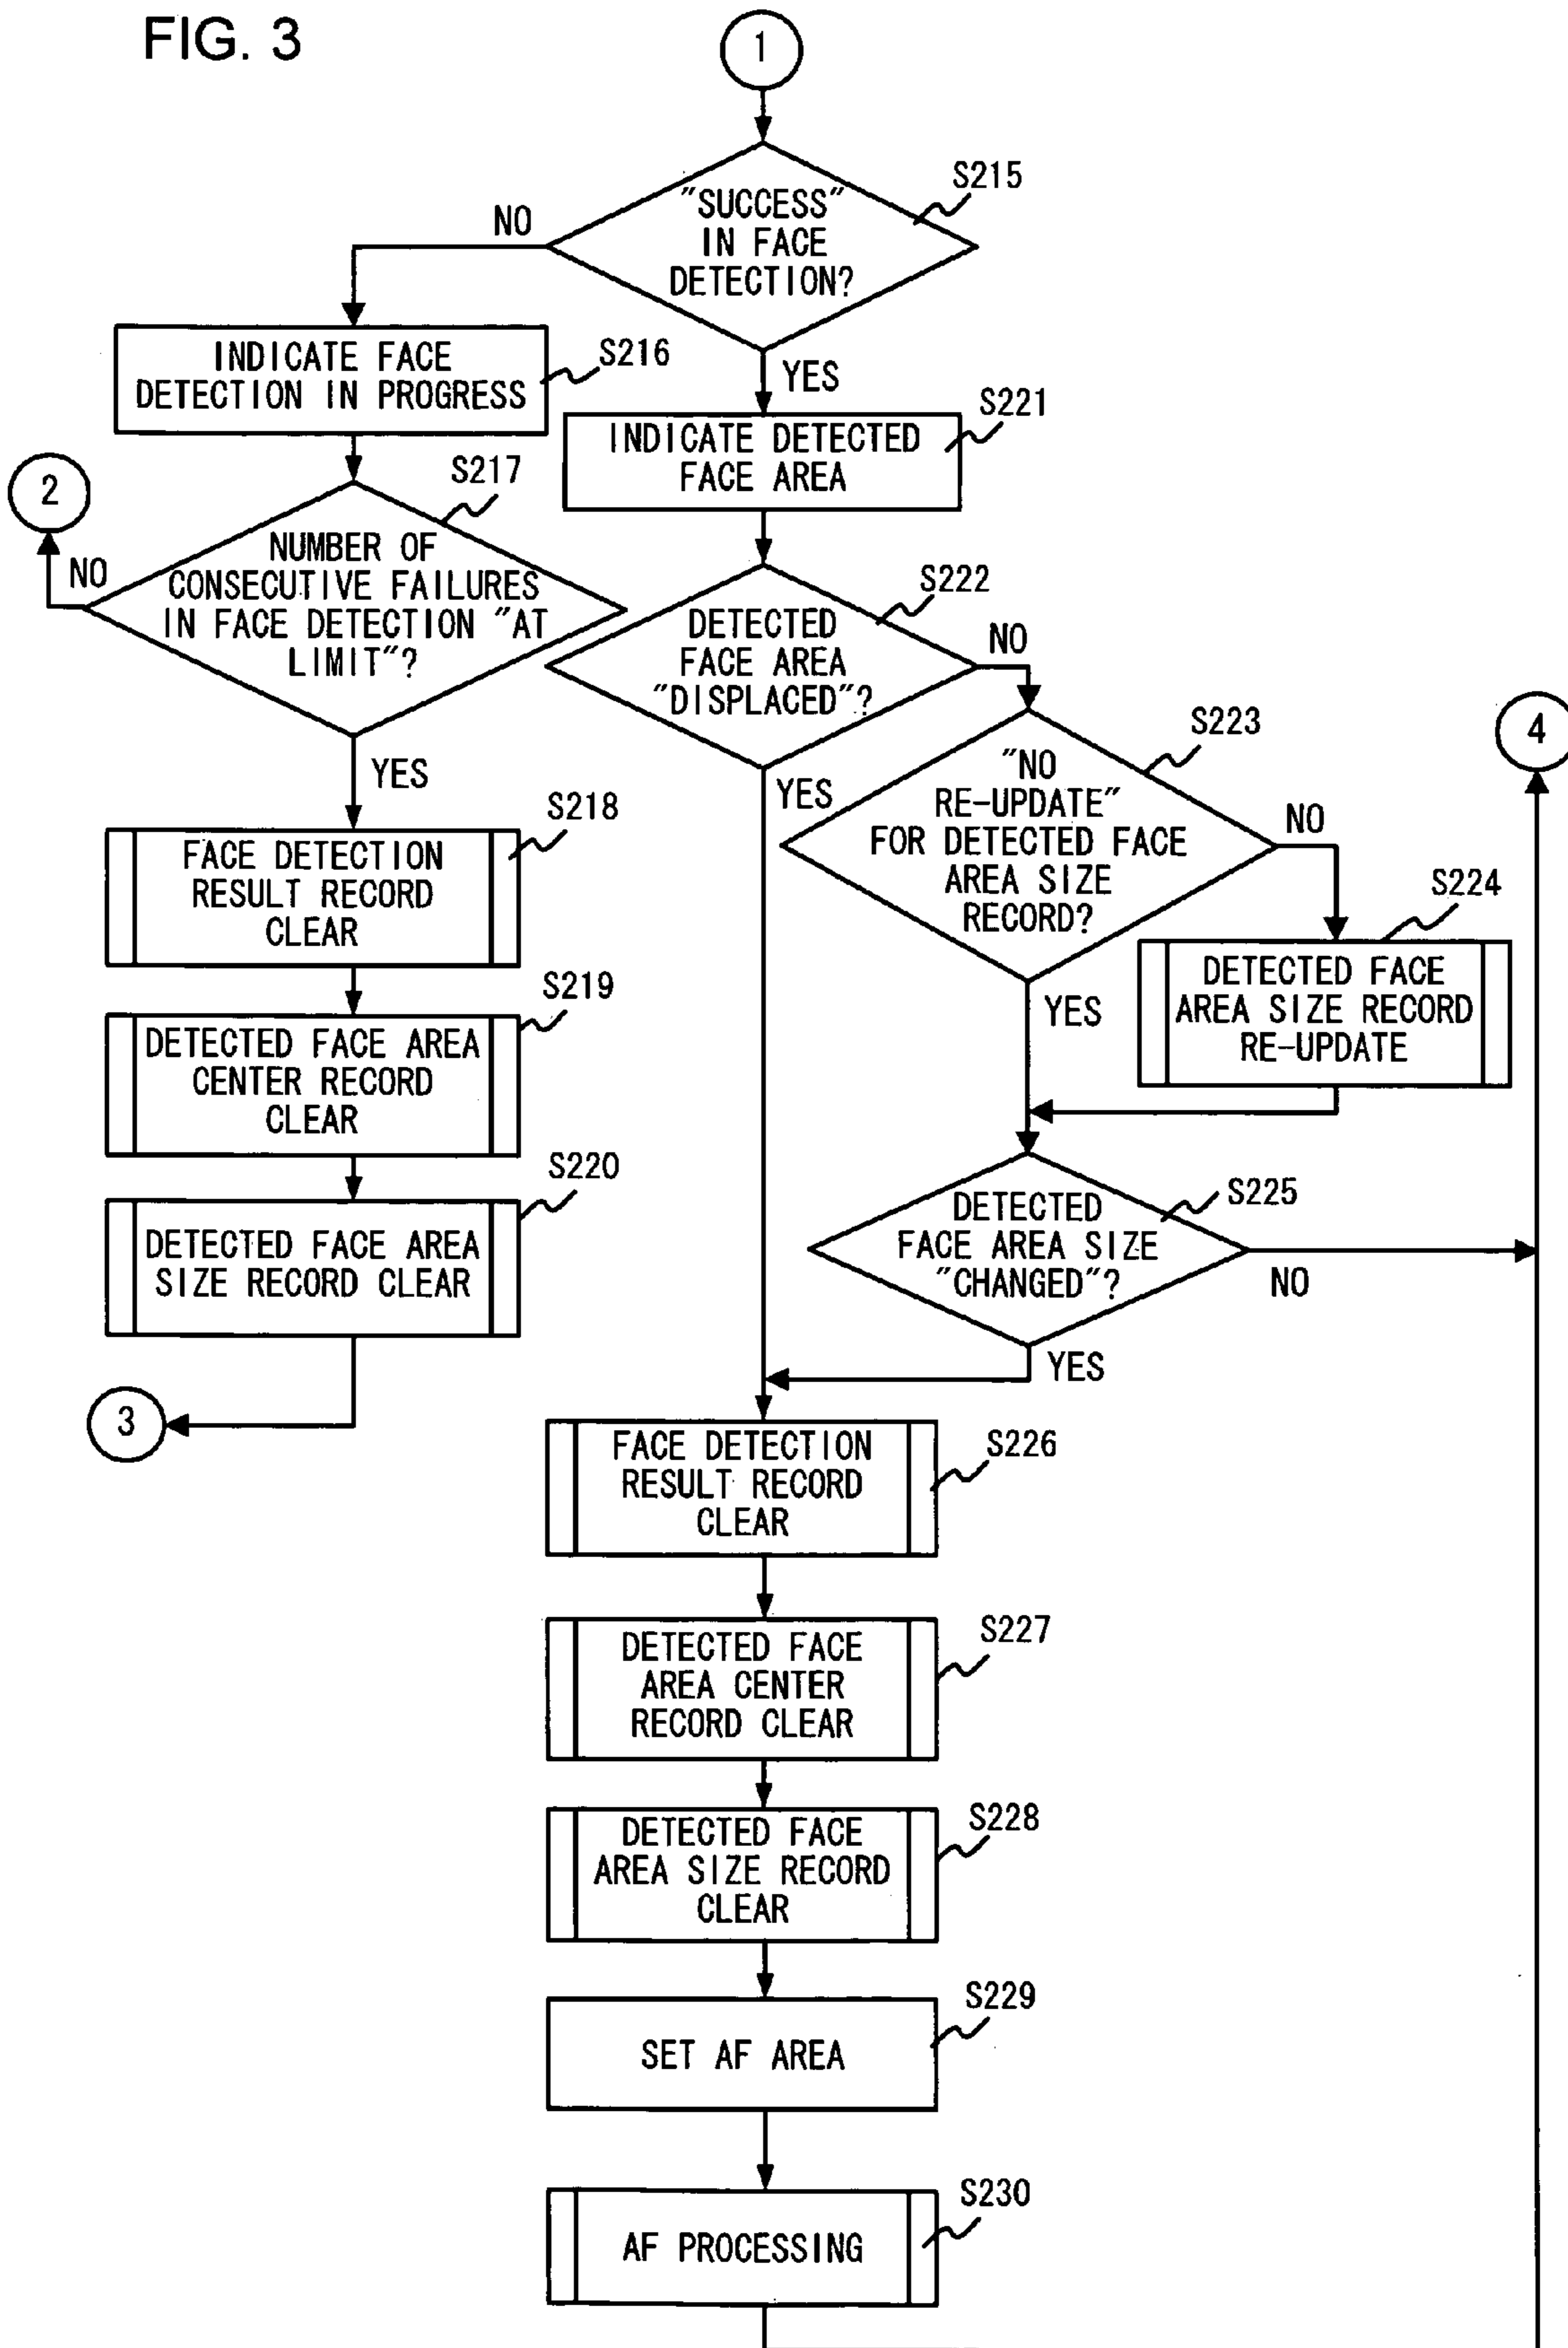 FIG. 3
1
"SUCCESS"
IN FACE
DETECTION?
S215
NO
YES
INDICATE FACE
DETECTION IN PROGRESS
S216
INDICATE DETECTED
FACE AREA
S221
2
NO
NUMBER OF
CONSECUTIVE FAILURES
IN FACE DETECTION "AT
LIMIT"?
S217
YES
DETECTED
FACE AREA
"DISPLACED"?
S222
NO
YES
"NO
RE-UPDATE"
FOR DETECTED FACE
AREA SIZE
RECORD?
S223
NO
YES
4
FACE DETECTION
RESULT RECORD
CLEAR
S218
DETECTED FACE
AREA SIZE RECORD
RE-UPDATE
S224
DETECTED FACE AREA
CENTER RECORD
CLEAR
S219
DETECTED FACE AREA
SIZE RECORD CLEAR
S220
DETECTED
FACE AREA SIZE
"CHANGED"?
S225
NO
YES
3
FACE DETECTION
RESULT RECORD
CLEAR
S226
DETECTED FACE
AREA CENTER
RECORD CLEAR
S227
DETECTED FACE
AREA SIZE RECORD
CLEAR
S228
SET AF AREA
S229
AF PROCESSING
S230